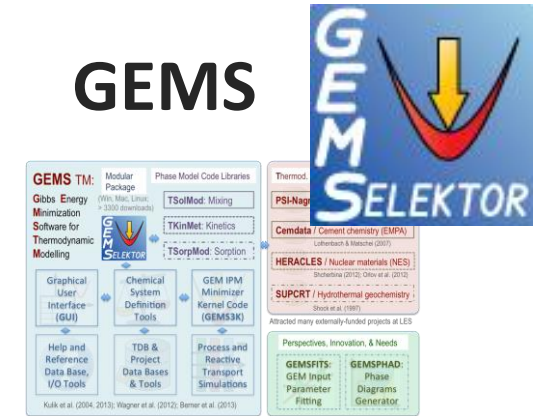 GEMS
GEMS
SELEKTOR
GEMS TM:
Modular
Package
Phase Model Code Libraries
Gibbs Energy
Minimization
Software for
Thermodynamic
Modelling
(Win, Mac, Linux;
> 3300 downloads)
GEMS
SELEKTOR
TSolMod: Mixing
TKinMet: Kinetics
TSorpMod: Sorption
Graphical
User
Interface
(GUI)
Chemical
System
Definition
Tools
GEM IPM
Minimizer
Kernel Code
(GEMS3K)
Help and
Reference
Data Base,
I/O Tools
TDB &
Project
Data Bases
& Tools
Process and
Reactive
Transport
Simulations
Kulik et al. (2004, 2013); Wagner et al. (2012); Berner et al. (2013)
Thermod.
PSI-Nagr
Cemdata / Cement chemistry (EMPA)
Lothenbach & Matschei (2007)
HERACLES / Nuclear materials (NES)
Shcherbina (2012); Orlov et al. (2012)
SUPCRT / Hydrothermal geochemistry
Shock et al. (1997)
Attracted many externally-funded projects at LES
Perspectives, Innovation, & Needs
GEMSFITS:
GEM Input
Parameter
Fitting
GEMSPHAD:
Phase
Diagrams
Generator